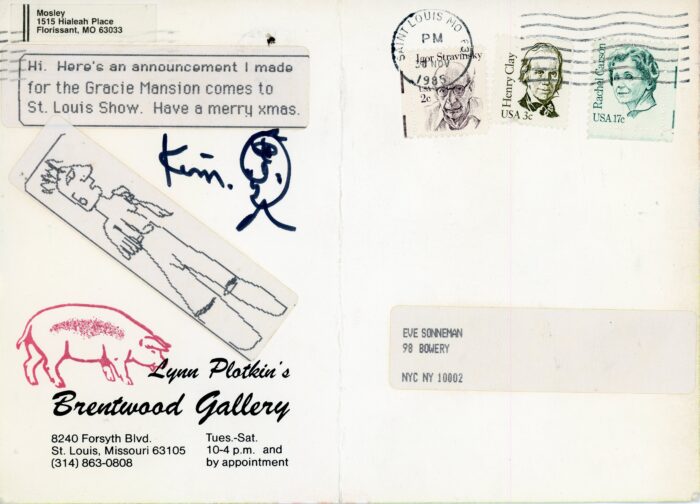 Mosley
1515 Hialeah Place
Florissant, MO 63033
Hi. Here's an announcement I made
for the Gracie Mansion comes to
St. Louis Show. Have a merry xmas.
Kim.
Lynn Plotkin's
Brentwood Gallery
8240 Forsyth Blvd.
St. Louis, Missouri 63105
(314) 863-0808
Tues.-Sat.
10-4 p.m. and
by appointment
SAINT LOUIS MO
PM
NOV
1985
Igor Stravinsky
USA
2c
Henry Clay
USA 3c
Rachel Carson
USA 17c
EVE SONNEMAN
98 BOWERY
NYC NY 10002